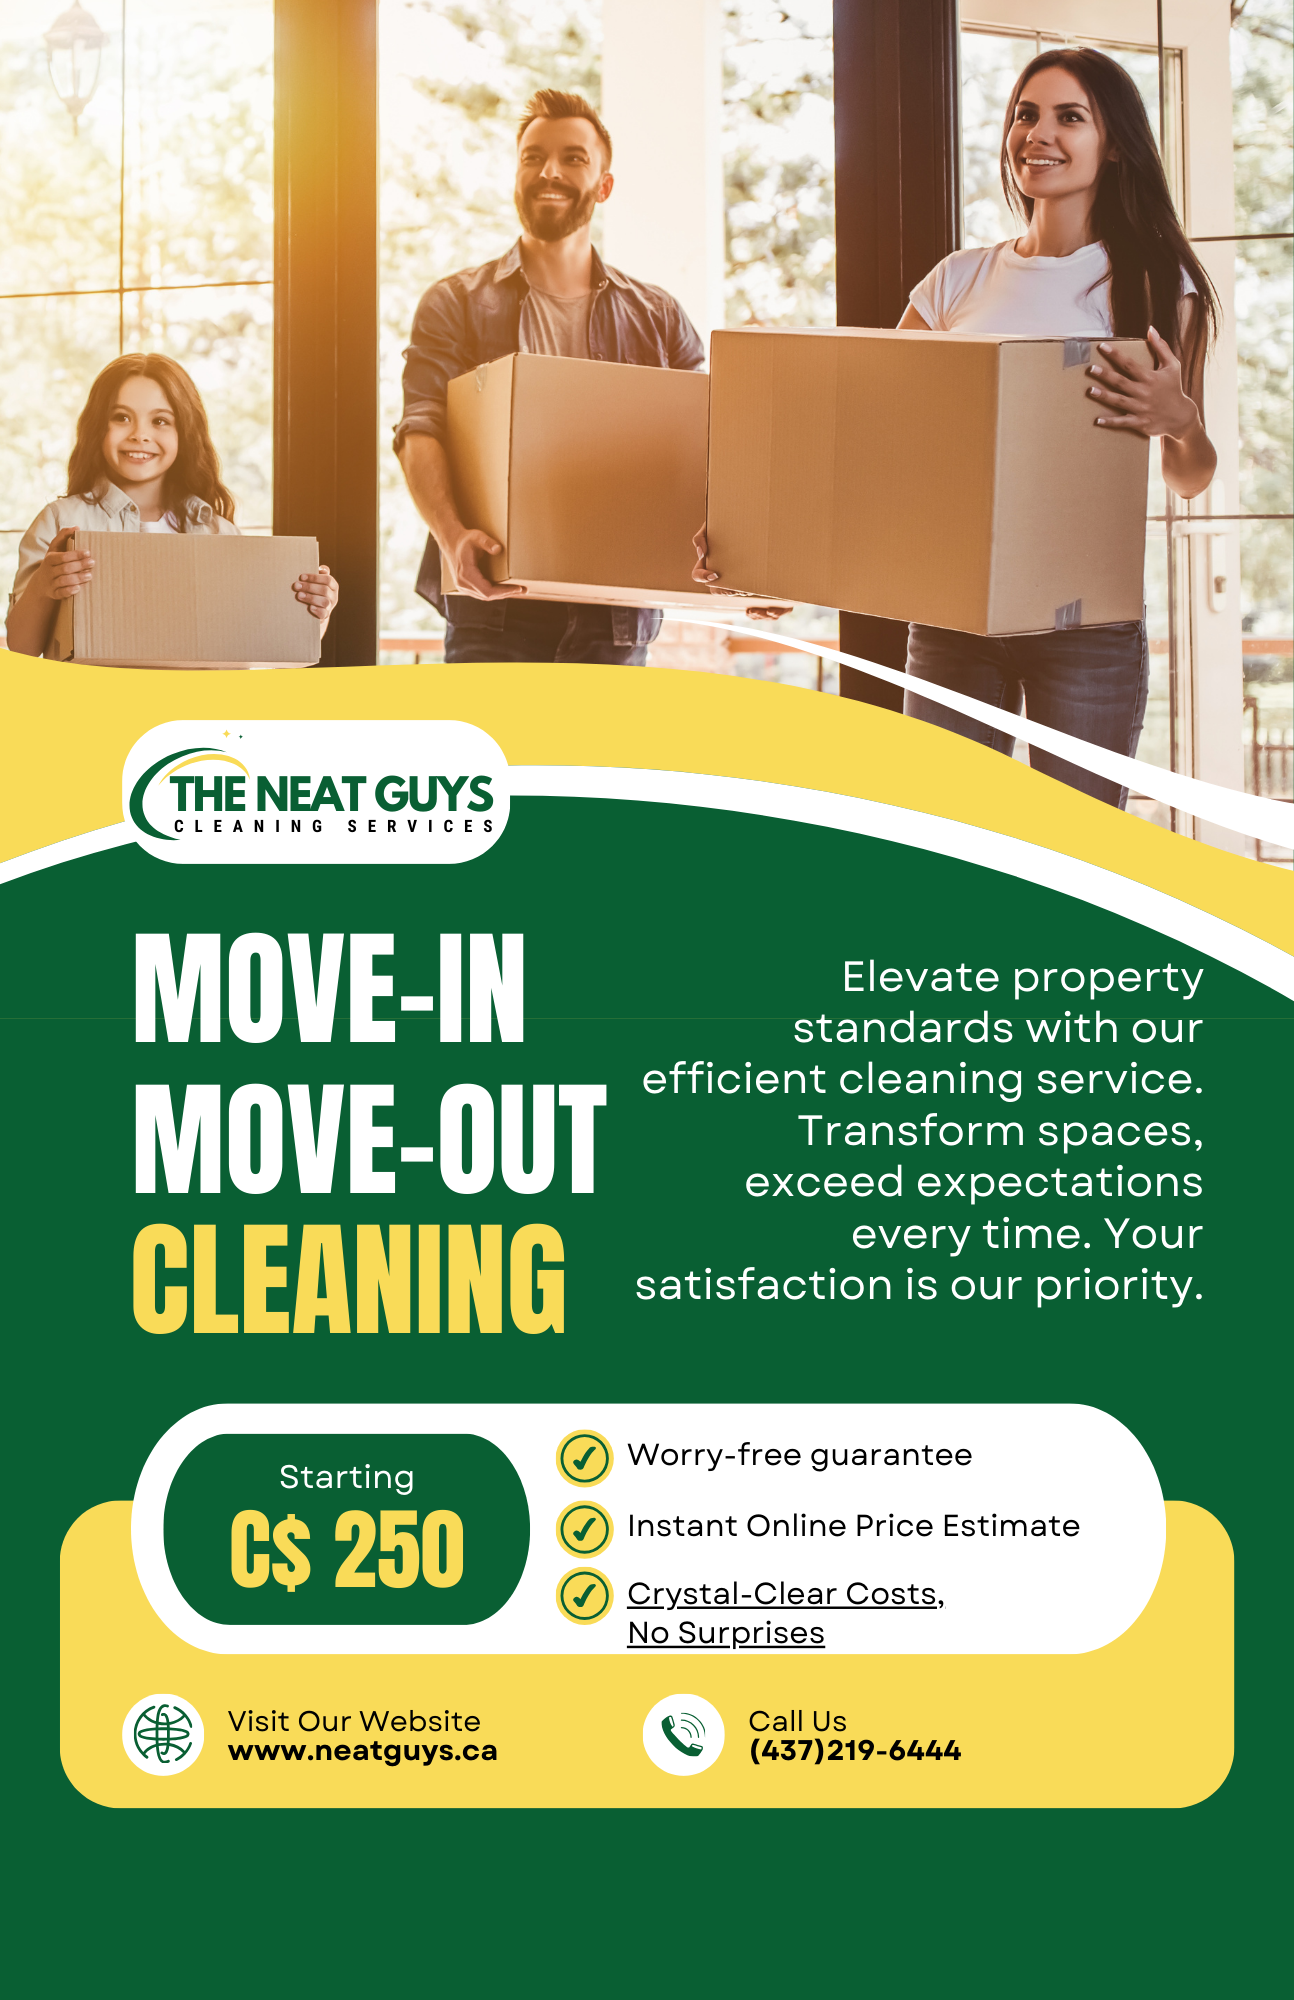 THE NEAT GUYS
CLEANING SERVICES
MOVE-IN
MOVE-OUT
CLEANING
Elevate property
standards with our
efficient cleaning service.
Transform spaces,
exceed expectations
every time. Your
satisfaction is our priority.
Starting
C$ 250
Worry-free guarantee
Instant Online Price Estimate
Crystal-Clear Costs,
No Surprises
Visit Our Website
www.neatguys.ca
Call Us
(437)219-6444